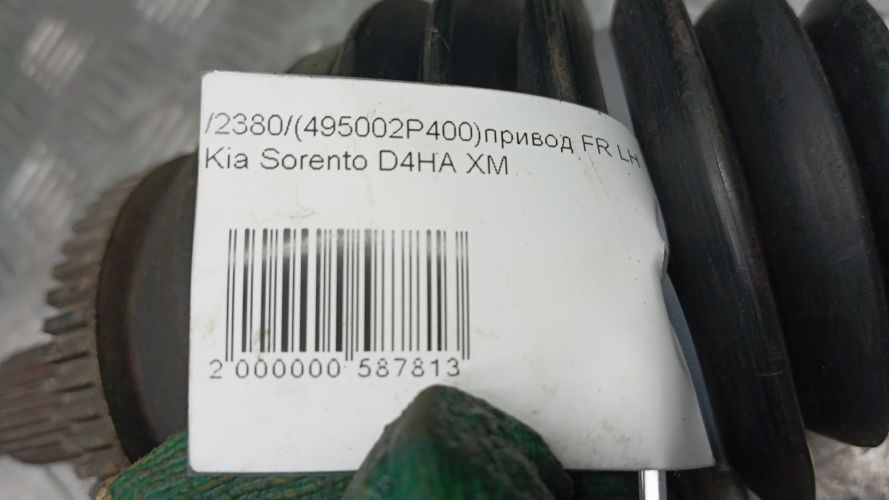 /2380/(495002P400)привод FR LH
Kia Sorento D4HA XM
2 000000 587813